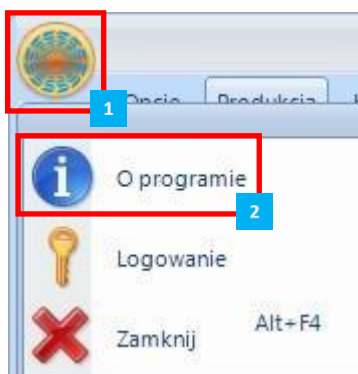 1
Opcje Produkcja
O programie
2
Logowanie
Zamknij Alt+F4